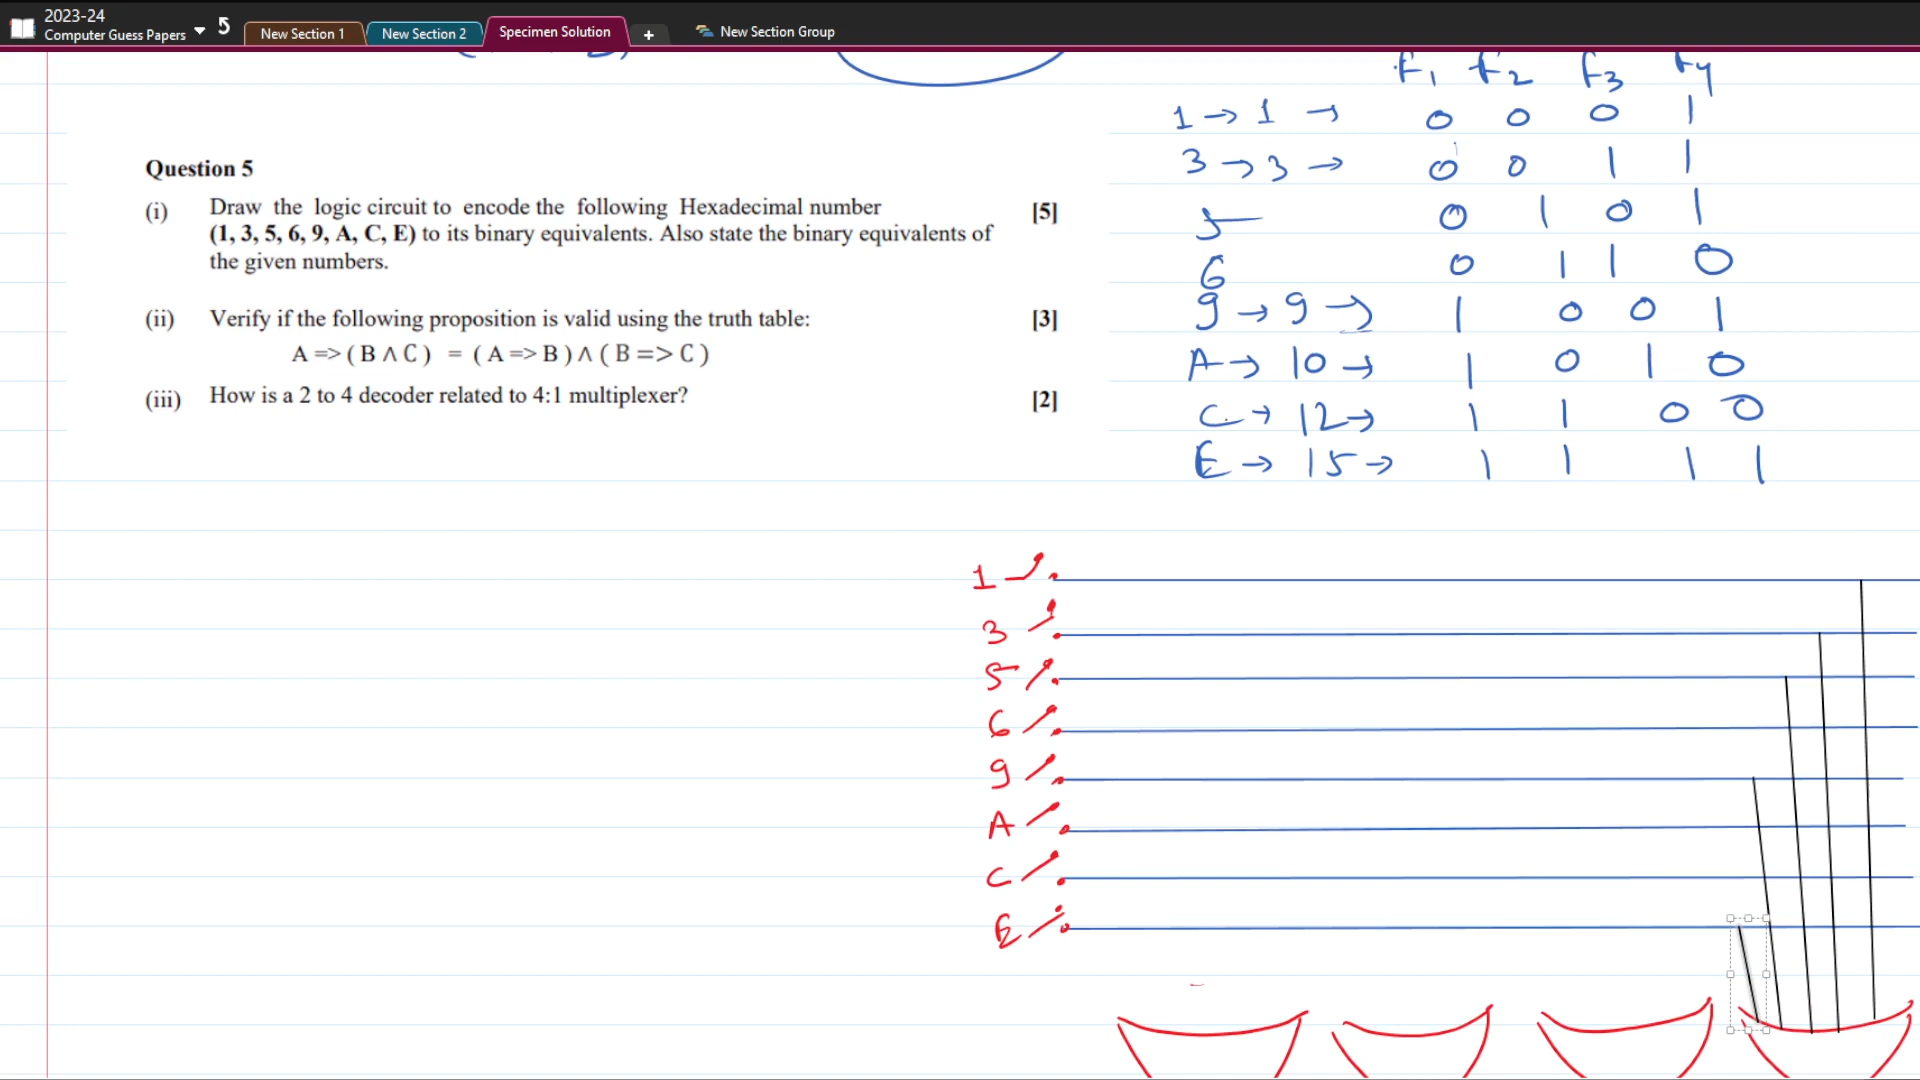 2023-24
Computer Guess Papers
New Section 1
New Section 2
Specimen Solution
+
New Section Group
F1 F2 F3 F4
1 → 1 → 0 0 0 1
3 → 3 → 0 0 1 1
5 0 1 0 1
6 0 1 1 0
9 → 9 → 1 0 0 1
A → 10 → 1 0 1 0
C → 12 → 1 1 0 0
E → 15 → 1 1 1 1
Question 5
(i) Draw the logic circuit to encode the following Hexadecimal number [5]
(1, 3, 5, 6, 9, A, C, E) to its binary equivalents. Also state the binary equivalents of
the given numbers.
(ii) Verify if the following proposition is valid using the truth table: [3]
A => ( B ∧ C ) = ( A => B ) ∧ ( B => C )
(iii) How is a 2 to 4 decoder related to 4:1 multiplexer? [2]
1
3
5
6
9
A
C
E